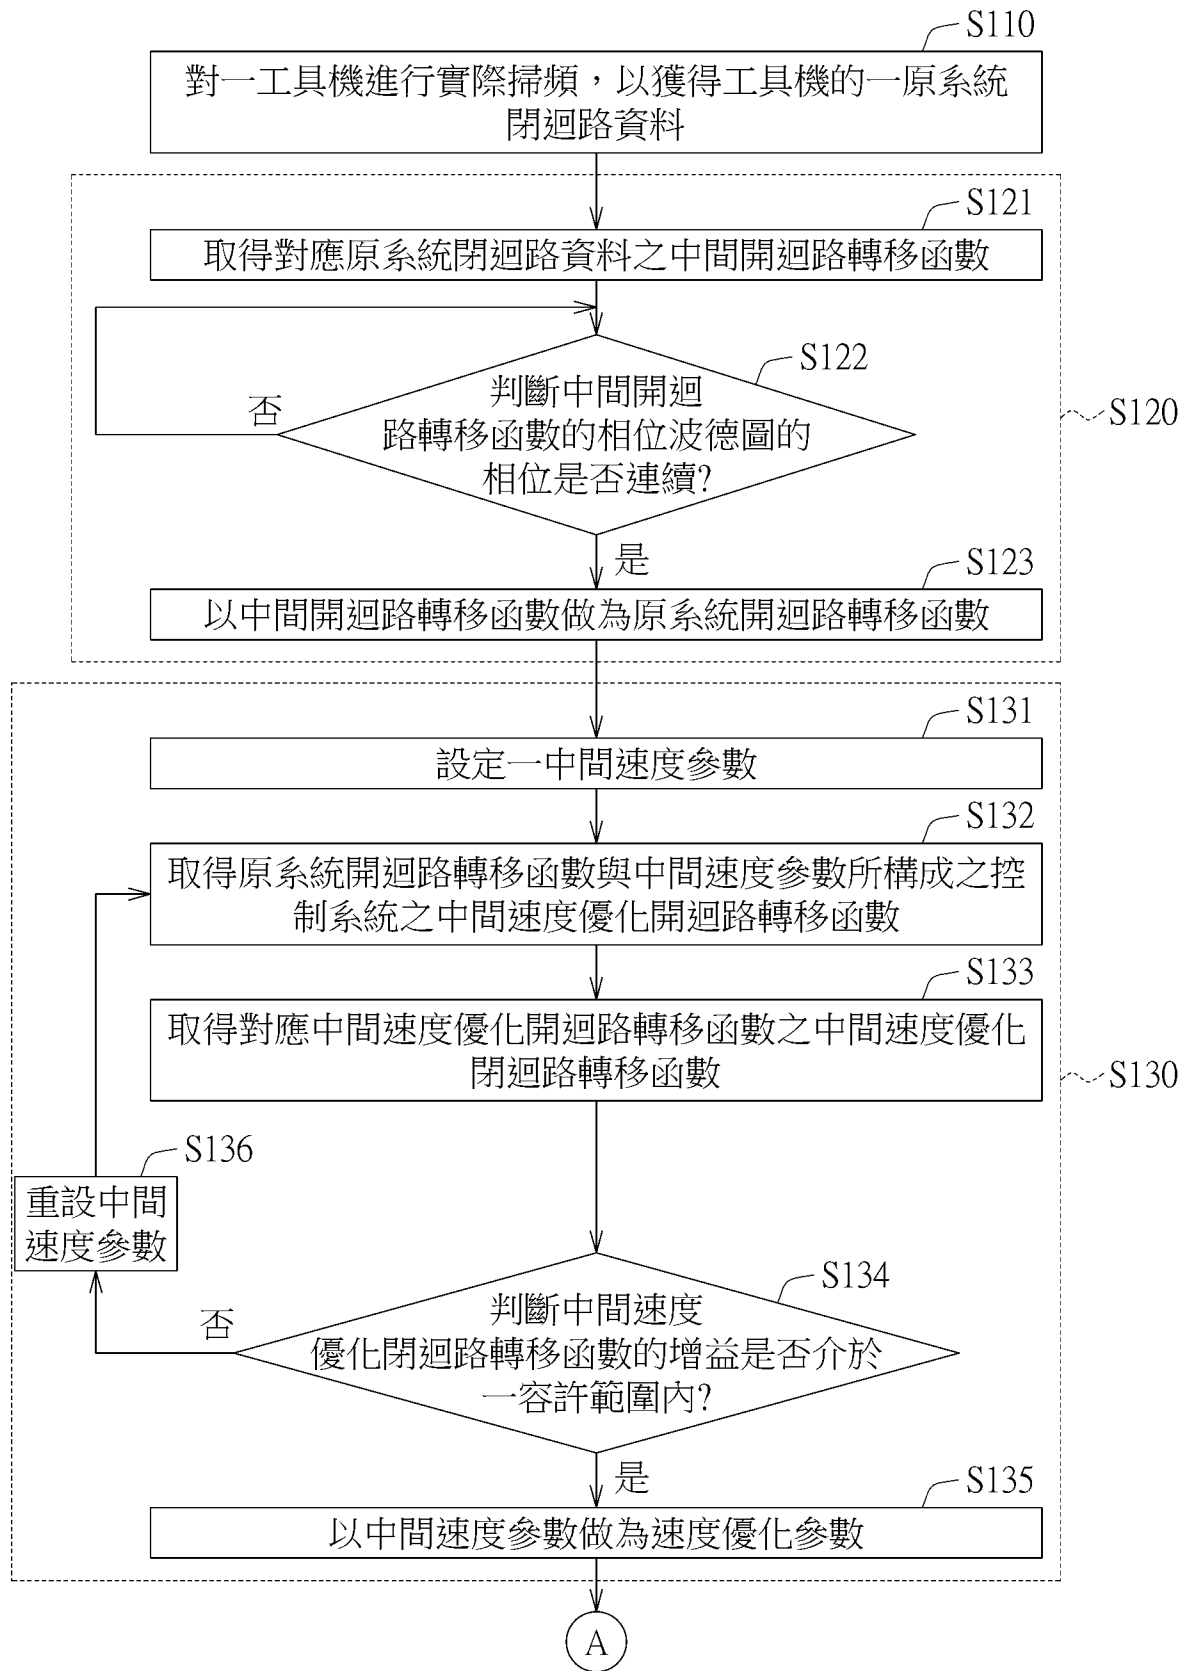 S110
對一工具機進行實際掃頻，以獲得工具機的一原系統
閉迴路資料
S121
取得對應原系統閉迴路資料之中間開迴路轉移函數
S122
判斷中間開迴
路轉移函數的相位波德圖的
相位是否連續?
否
S120
是
S123
以中間開迴路轉移函數做為原系統開迴路轉移函數
S131
設定一中間速度參數
S132
取得原系統開迴路轉移函數與中間速度參數所構成之控
制系統之中間速度優化開迴路轉移函數
S133
取得對應中間速度優化開迴路轉移函數之中間速度優化
閉迴路轉移函數
S130
S136
重設中間
速度參數
S134
判斷中間速度
優化閉迴路轉移函數的增益是否介於
一容許範圍內?
否
是
S135
以中間速度參數做為速度優化參數
A